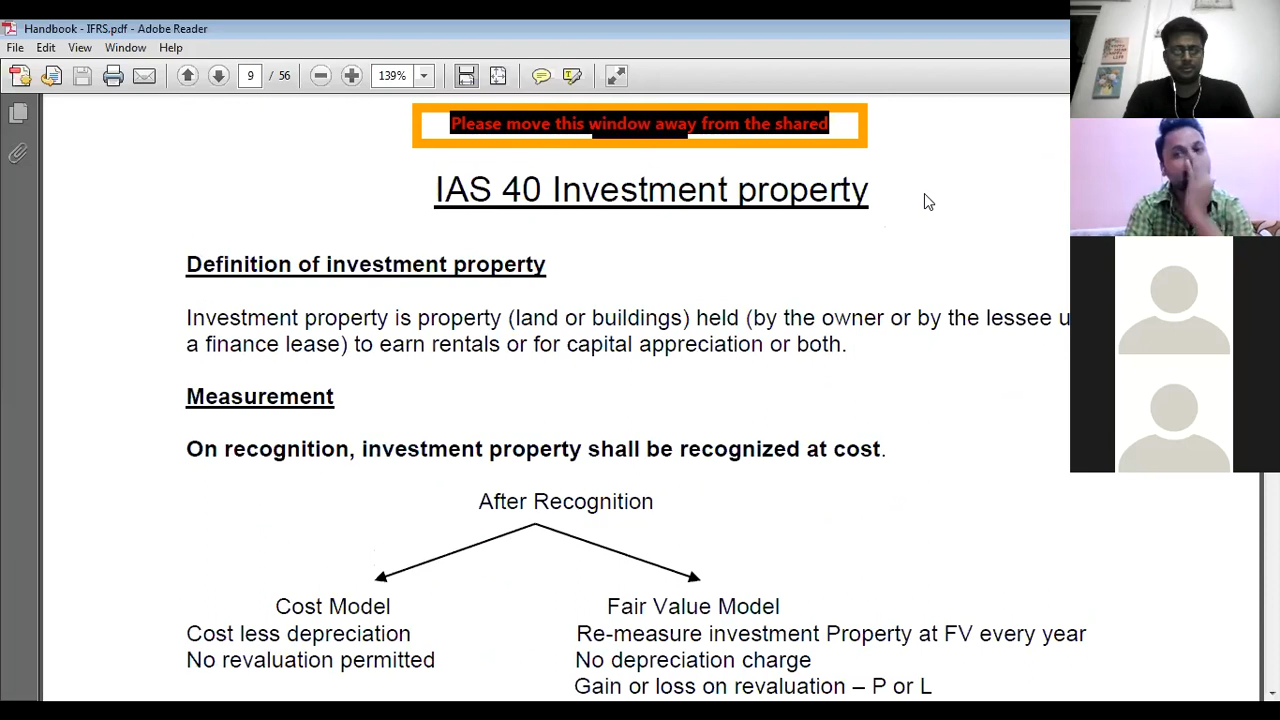 Handbook - IFRS.pdf - Adobe Reader
File Edit View Window Help
9 / 56 139%
Please move this window away from the shared
IAS 40 Investment property
Definition of investment property
Investment property is property (land or buildings) held (by the owner or by the lessee u
a finance lease) to earn rentals or for capital appreciation or both.
Measurement
On recognition, investment property shall be recognized at cost.
After Recognition
Cost Model Fair Value Model
Cost less depreciation Re-measure investment Property at FV every year
No revaluation permitted No depreciation charge
Gain or loss on revaluation – P or L